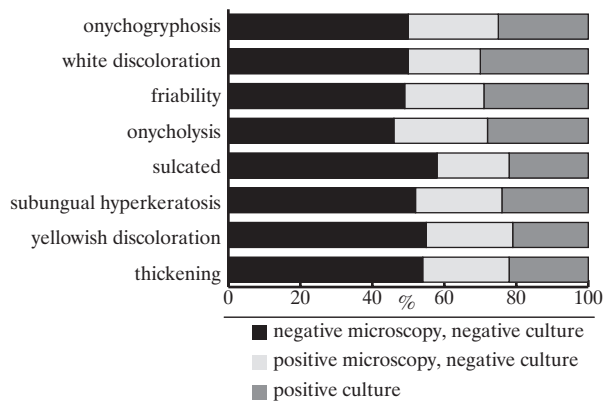 onychogryphosis
white discoloration
friability
onycholysis
sulcated
subungual hyperkeratosis
yellowish discoloration
thickening
0 20 40 % 60 80 100
negative microscopy, negative culture
positive microscopy, negative culture
positive culture